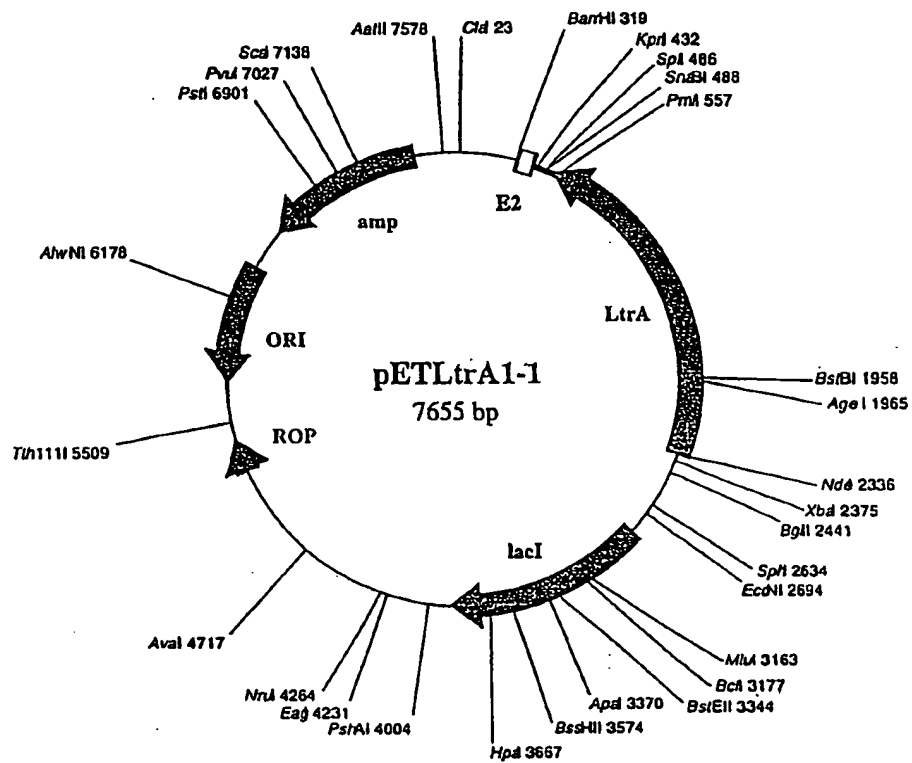 AatII 7578
ClaI 23
BamHI 319
KpnI 432
SplI 486
SnaBI 488
PmlI 557
ScaI 7138
PvuI 7027
PstI 6901
E2
amp
AlwNI 6178
LtrA
ORI
pETLtrA1-1
7655 bp
BstBI 1958
AgeI 1965
ROP
Tth111I 5509
NdeI 2336
XbaI 2375
BglII 2441
lacI
SphI 2634
EcoNI 2694
AvaI 4717
MluI 3163
BclI 3177
BstEII 3344
NruI 4264
EagI 4231
PshAI 4004
ApaI 3370
BssHII 3574
HpaI 3667